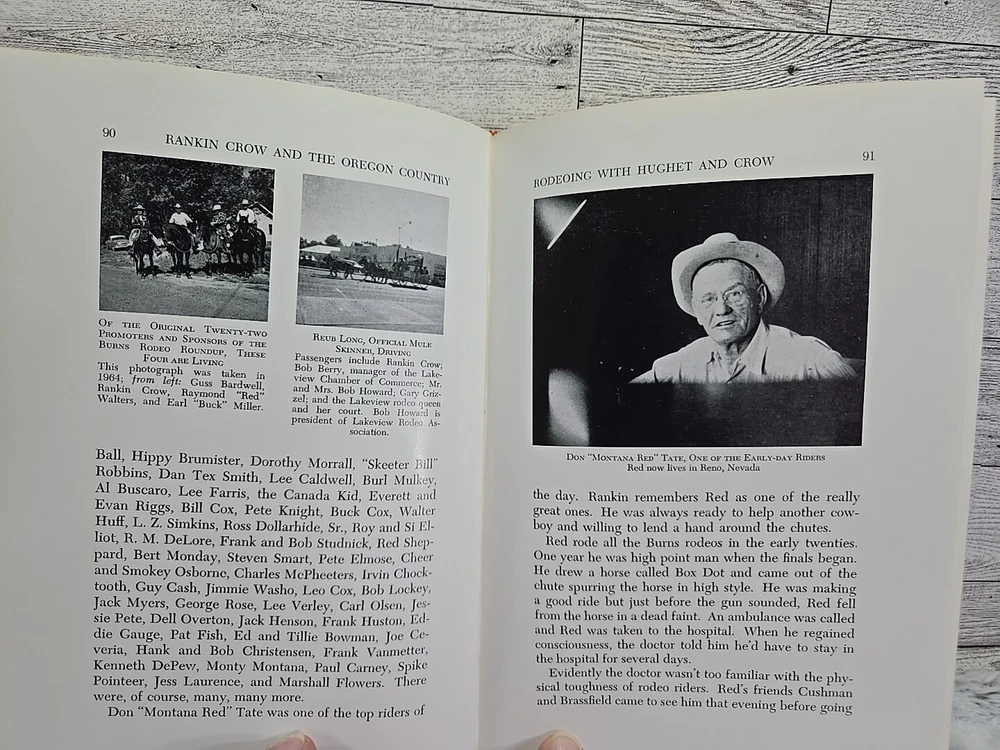 90
RANKIN CROW AND THE OREGON COUNTRY
OF THE ORIGINAL TWENTY-TWO
PROMOTERS AND SPONSORS OF THE
BURNS RODEO ROUNDUP, THESE
FOUR ARE LIVING
This photograph was taken in
1964; from left: Guss Bardwell,
Rankin Crow, Raymond "Red"
Walters, and Earl "Buck" Miller.
REUB LONG, OFFICIAL MULE
SKINNER, DRIVING
Passengers include Rankin Crow;
Bob Berry, manager of the Lake-
view Chamber of Commerce; Mr.
and Mrs. Bob Howard; Gary Griz-
zel; and the Lakeview rodeo queen
and her court. Bob Howard is
president of Lakeview Rodeo As-
sociation.
Ball, Hippy Brumister, Dorothy Morrall, "Skeeter Bill"
Robbins, Dan Tex Smith, Lee Caldwell, Burl Mulkey,
Al Buscaro, Lee Farris, the Canada Kid, Everett and
Evan Riggs, Bill Cox, Pete Knight, Buck Cox, Walter
Huff, L. Z. Simkins, Ross Dollarhide, Sr., Roy and Si El-
liot, R. M. DeLore, Frank and Bob Studnick, Red Shep-
pard, Bert Monday, Steven Smart, Pete Elmose, Cheer
and Smokey Osborne, Charles McPheeters, Irvin Chock-
tooth, Guy Cash, Jimmie Washo, Leo Cox, Bob Lockey,
Jack Myers, George Rose, Lee Verley, Carl Olsen, Jes-
sie Pete, Dell Overton, Jack Henson, Frank Huston, Ed-
die Gauge, Pat Fish, Ed and Tillie Bowman, Joe Ce-
veria, Hank and Bob Christensen, Frank Vanmetter,
Kenneth DePew, Monty Montana, Paul Carney, Spike
Pointeer, Jess Laurence, and Marshall Flowers. There
were, of course, many, many more.
Don "Montana Red" Tate was one of the top riders of
RODEOING WITH HUGHET AND CROW
91
DON "MONTANA RED" TATE, ONE OF THE EARLY-DAY RIDERS
Red now lives in Reno, Nevada
the day. Rankin remembers Red as one of the really
great ones. He was always ready to help another cow-
boy and willing to lend a hand around the chutes.
Red rode all the Burns rodeos in the early twenties.
One year he was high point man when the finals began.
He drew a horse called Box Dot and came out of the
chute spurring the horse in high style. He was making
a good ride but just before the gun sounded, Red fell
from the horse in a dead faint. An ambulance was called
and Red was taken to the hospital. When he regained
consciousness, the doctor told him he'd have to stay in
the hospital for several days.
Evidently the doctor wasn't too familiar with the phy-
sical toughness of rodeo riders. Red's friends Cushman
and Brassfield came to see him that evening before going